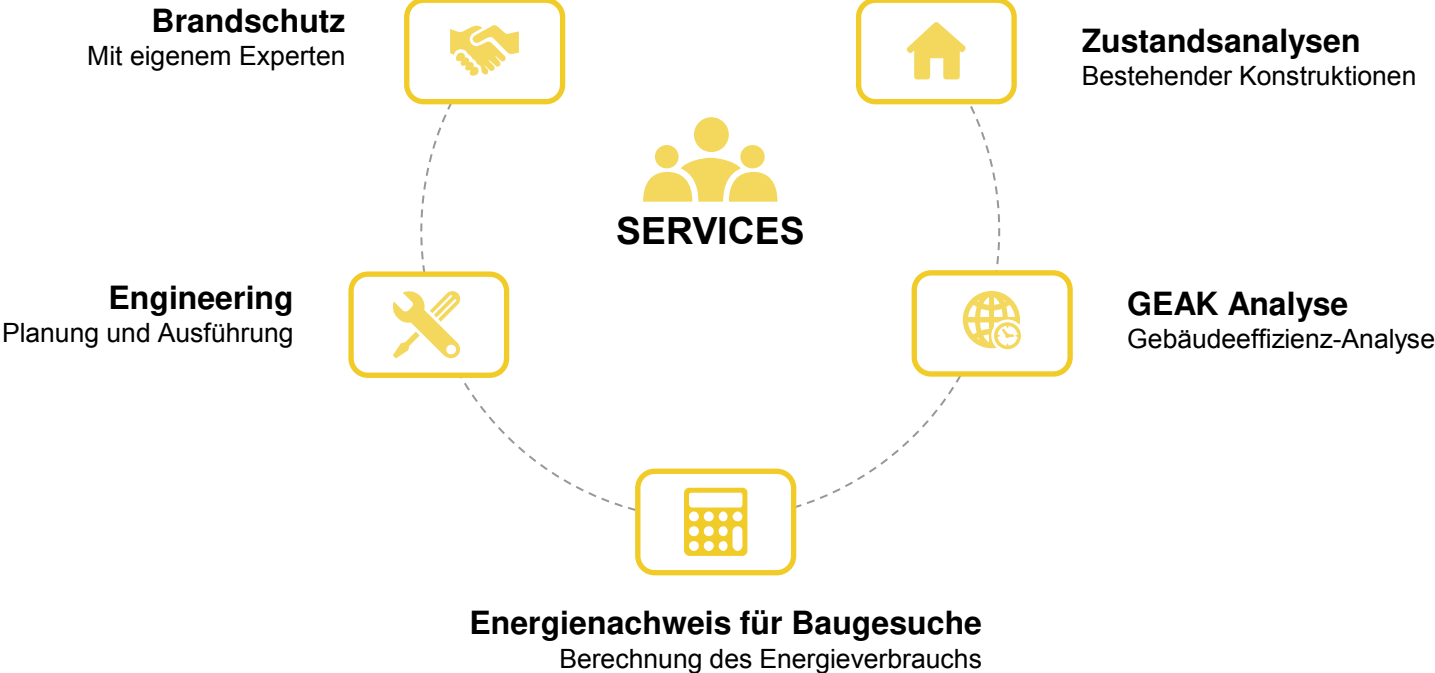 Brandschutz
Mit eigenem Experten
Zustandsanalysen
Bestehender Konstruktionen
SERVICES
Engineering
Planung und Ausführung
GEAK Analyse
Gebäudeeffizienz-Analyse
Energienachweis für Baugesuche
Berechnung des Energieverbrauchs